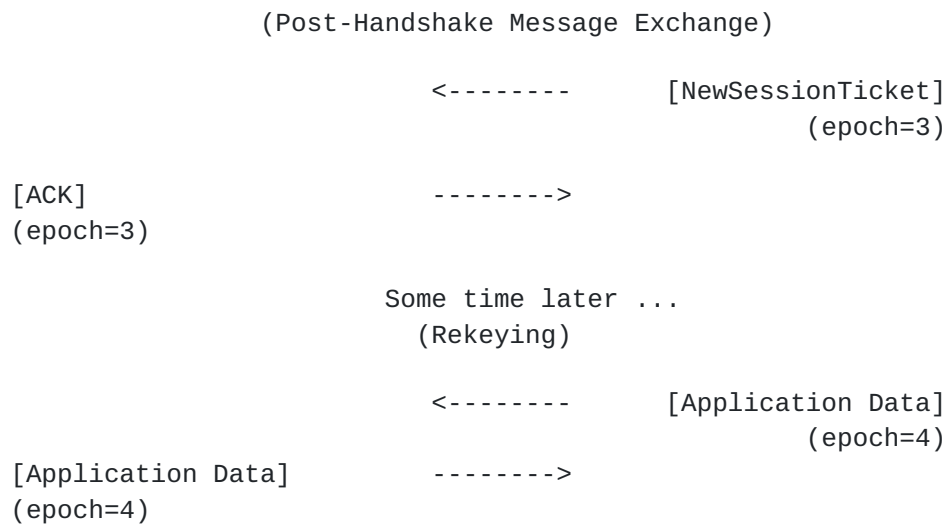 (Post-Handshake Message Exchange)
<-------- [NewSessionTicket]
(epoch=3)
[ACK] -------->
(epoch=3)
Some time later ...
(Rekeying)
<-------- [Application Data]
(epoch=4)
[Application Data] -------->
(epoch=4)